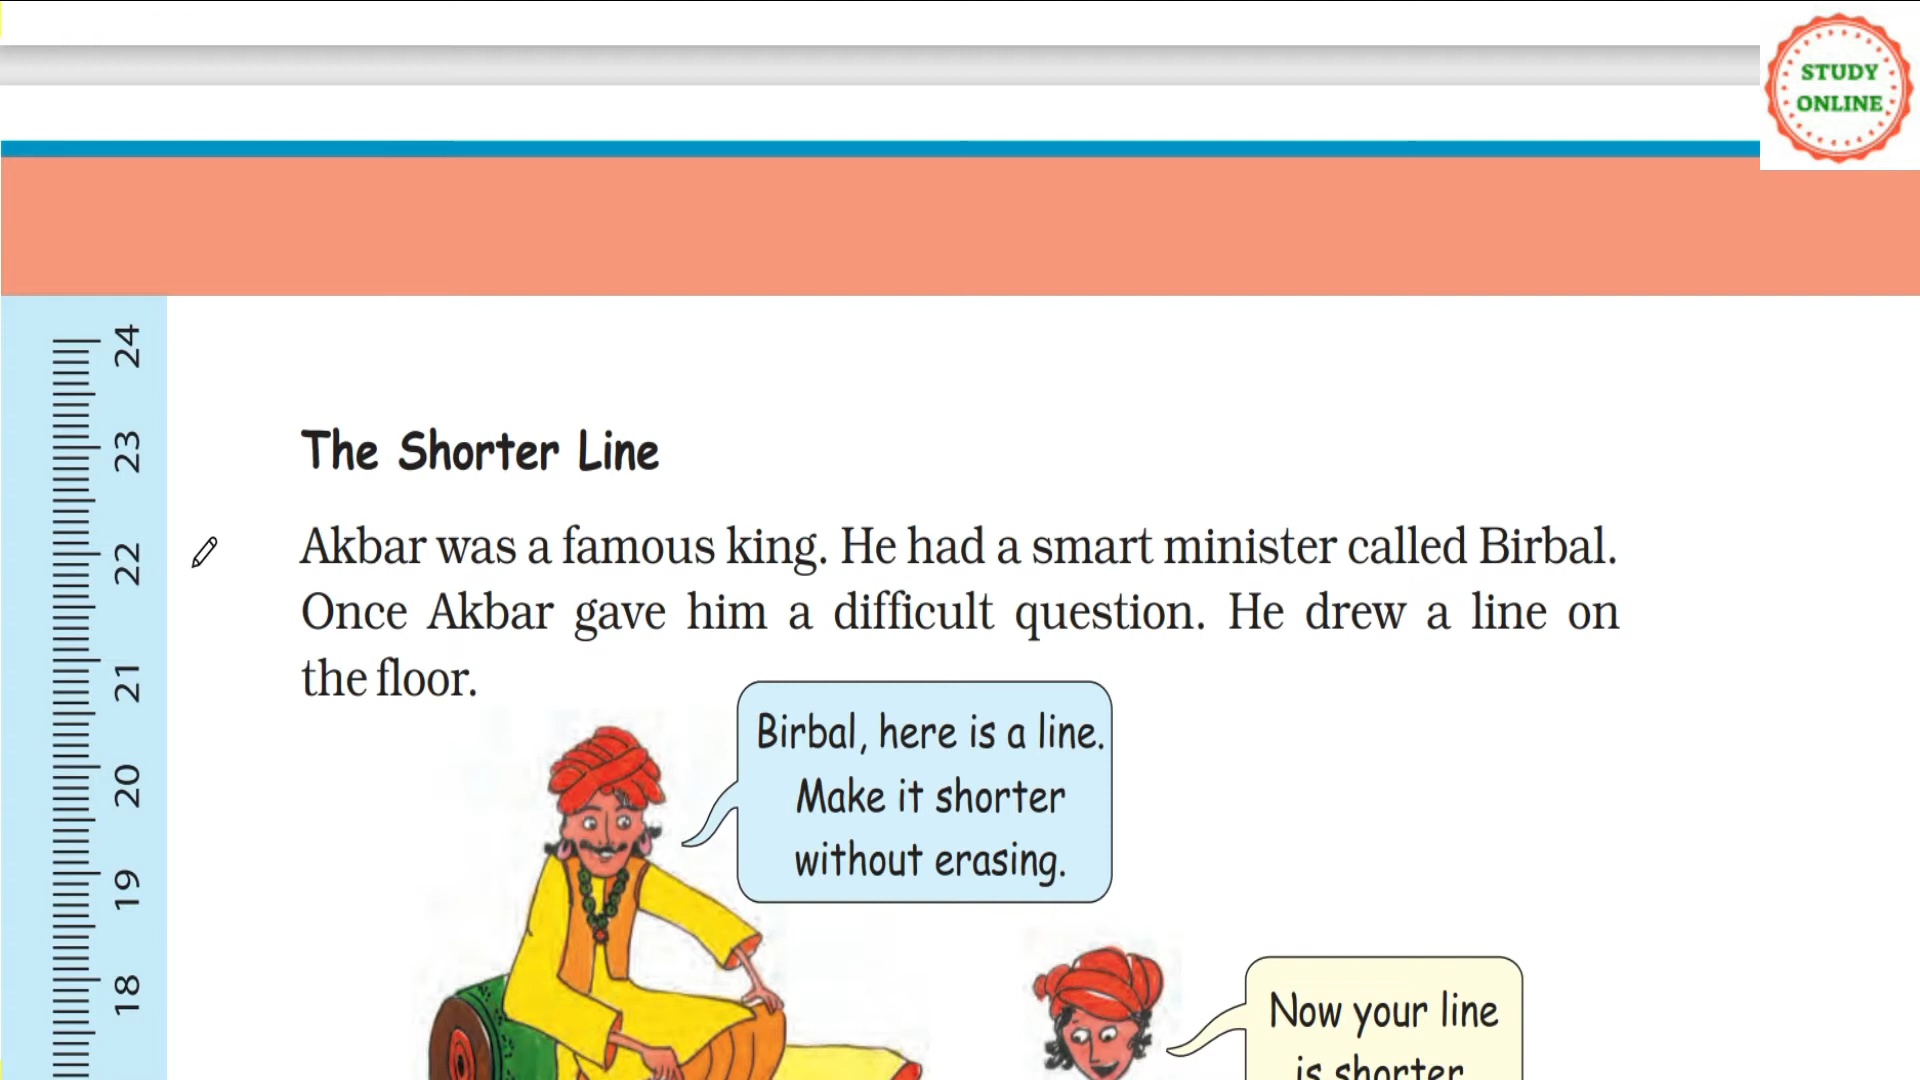 STUDY
ONLINE
24
23
22
21
20
19
18
The Shorter Line
Akbar was a famous king. He had a smart minister called Birbal.
Once Akbar gave him a difficult question. He drew a line on
the floor.
Birbal, here is a line.
Make it shorter
without erasing.
Now your line
is shorter